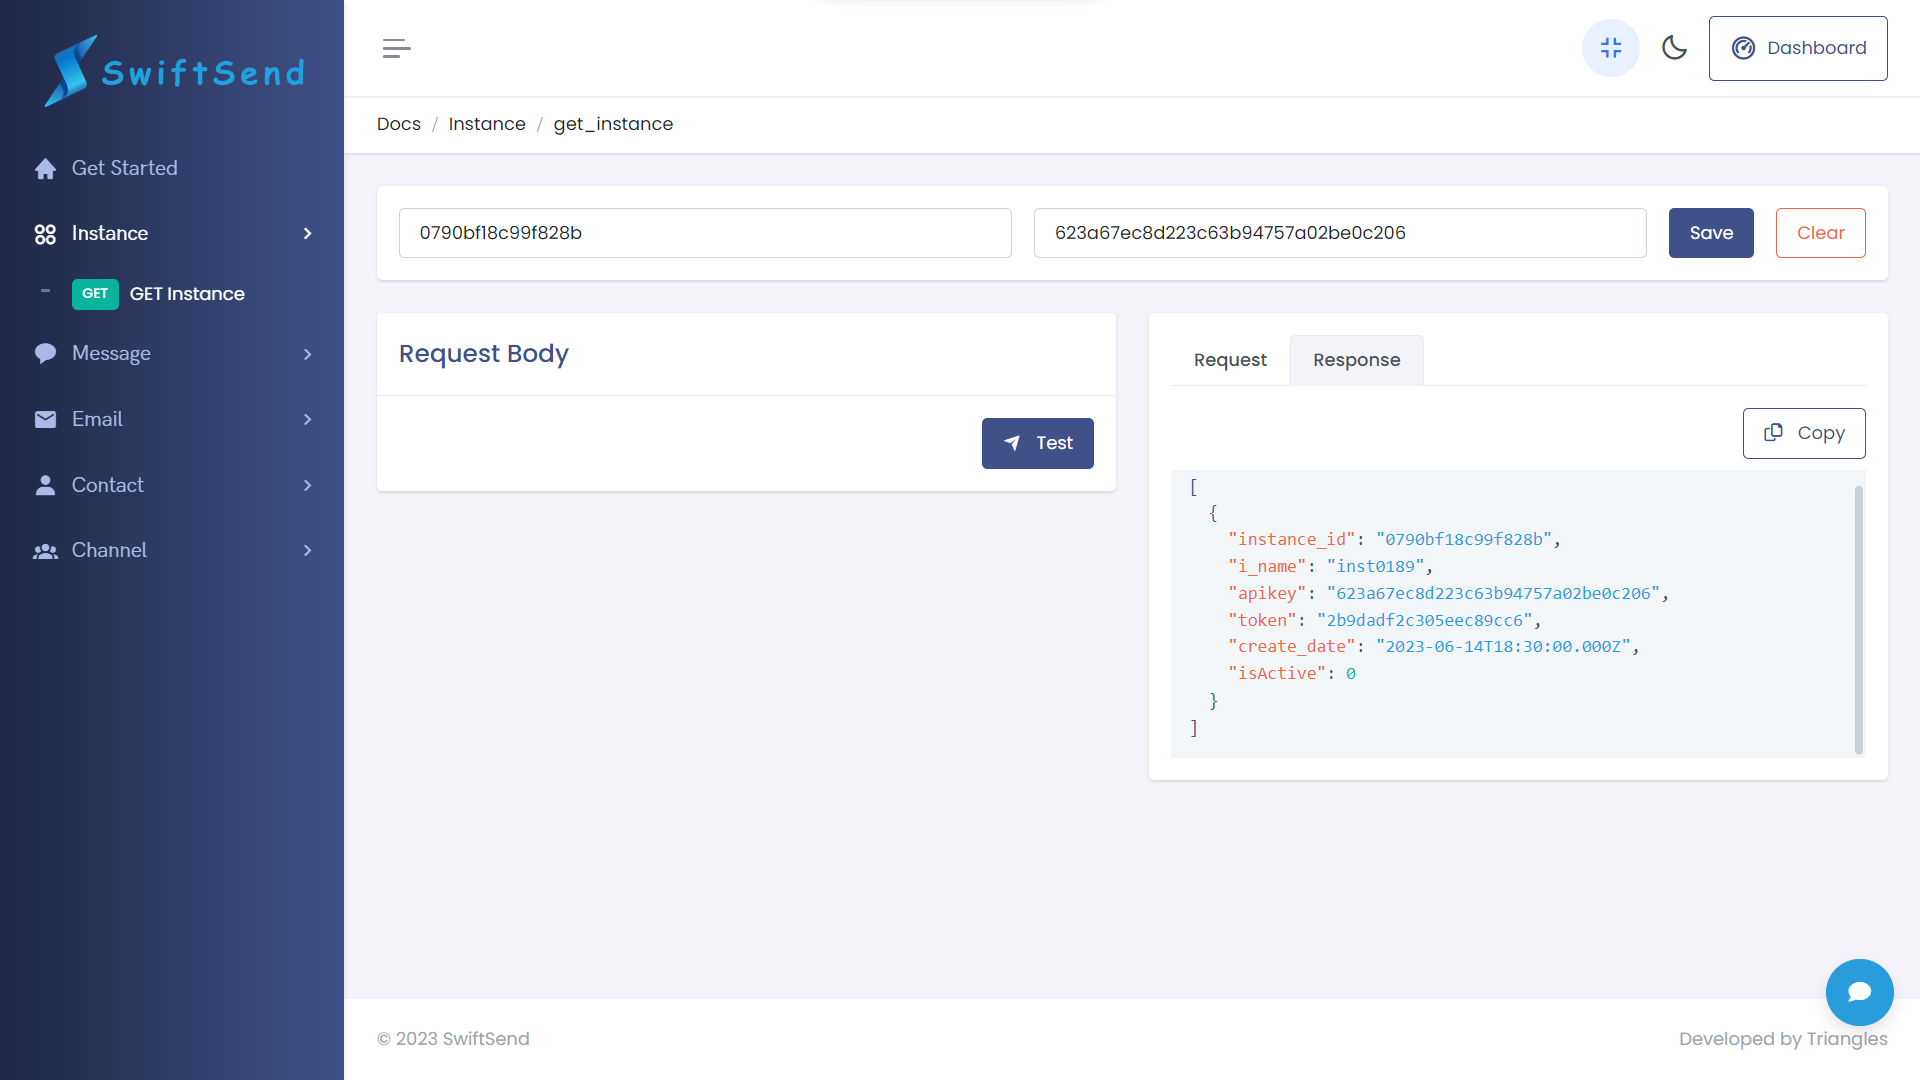 SwiftSend
Get Started
Instance
GET GET Instance
Message
Email
Contact
Channel
Dashboard
Docs / Instance / get_instance
0790bf18c99f828b
623a67ec8d223c63b94757a02be0c206
Save
Clear
Request Body
Test
Request
Response
Copy
[
{
"instance_id": "0790bf18c99f828b",
"i_name": "inst0189",
"apikey": "623a67ec8d223c63b94757a02be0c206",
"token": "2b9dadf2c305eec89cc6",
"create_date": "2023-06-14T18:30:00.000Z",
"isActive": 0
}
]
© 2023 SwiftSend
Developed by Triangles